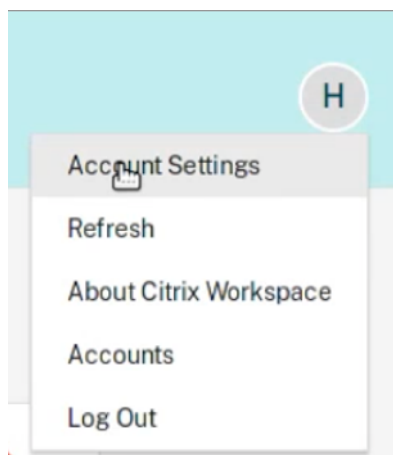 H
Account Settings
Refresh
About Citrix Workspace
Accounts
Log Out